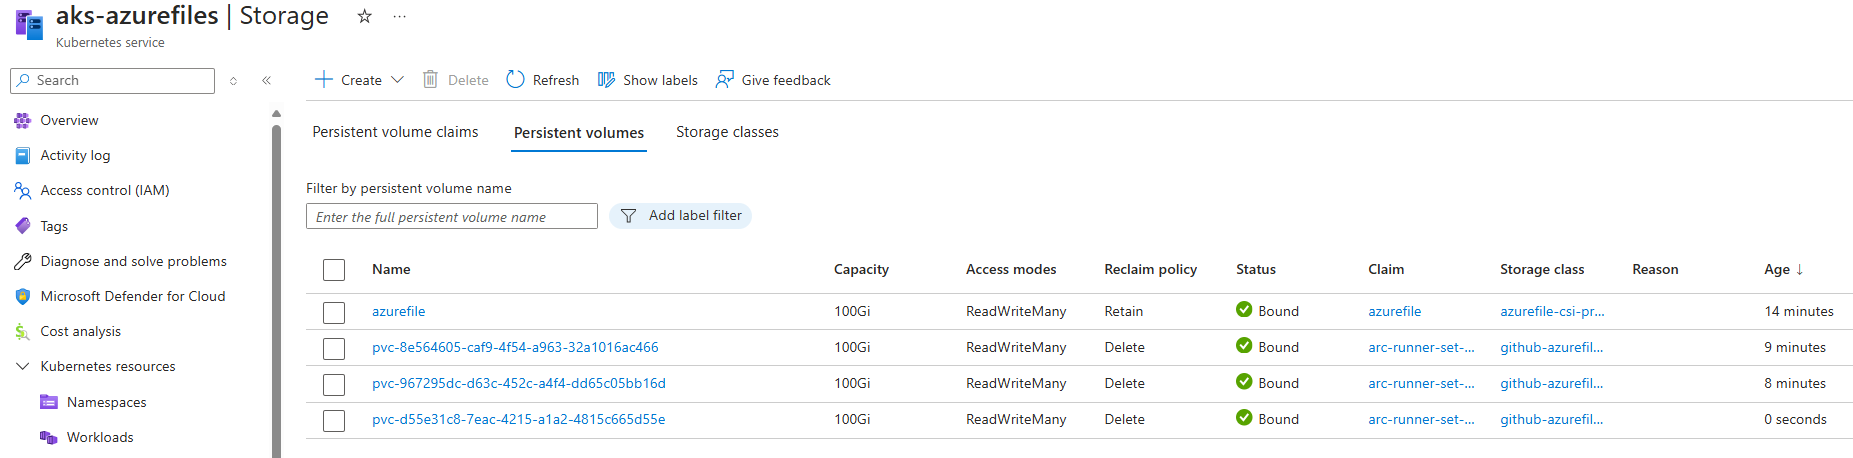 aks-azurefiles | Storage ☆ ...
Kubernetes service
Search
Create Delete Refresh Show labels Give feedback
Overview
Activity log
Access control (IAM)
Tags
Diagnose and solve problems
Microsoft Defender for Cloud
Cost analysis
Kubernetes resources
Namespaces
Workloads
Persistent volume claims Persistent volumes Storage classes
Filter by persistent volume name
Enter the full persistent volume name Add label filter
Name Capacity Access modes Reclaim policy Status Claim Storage class Reason Age ↓
azurefile 100Gi ReadWriteMany Retain Bound azurefile azurefile-csi-pr... 14 minutes
pvc-8e564605-caf9-4f54-a963-32a1016ac466 100Gi ReadWriteMany Delete Bound arc-runner-set-... github-azurefil... 9 minutes
pvc-967295dc-d63c-452c-a4f4-dd65c05bb16d 100Gi ReadWriteMany Delete Bound arc-runner-set-... github-azurefil... 8 minutes
pvc-d55e31c8-7eac-4215-a1a2-4815c665d55e 100Gi ReadWriteMany Delete Bound arc-runner-set-... github-azurefil... 0 seconds